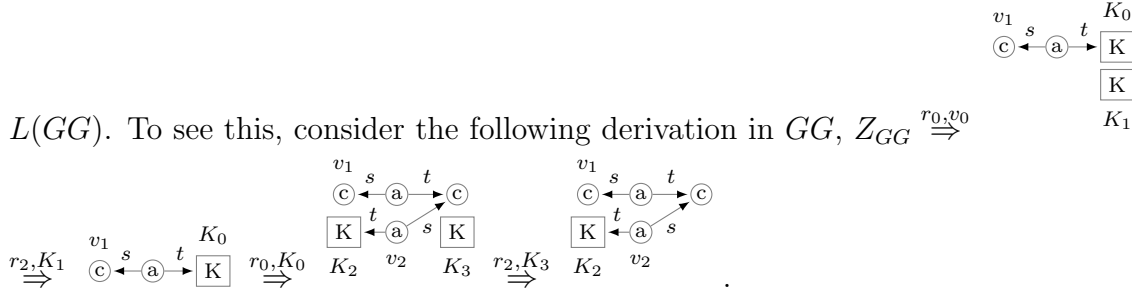 v₁ K₀
c s a t K
K
L(GG). To see this, consider the following derivation in GG, Z_GG ⇒^{r₀,v₀}
K₁
v₁ s t v₁ s t
c a c c a c
v₁ s t K₀ K t a s K K t a s
⇒^{r₂,K₁} c a K ⇒^{r₀,K₀} K₂ v₂ K₃ ⇒^{r₂,K₃} K₂ v₂ .